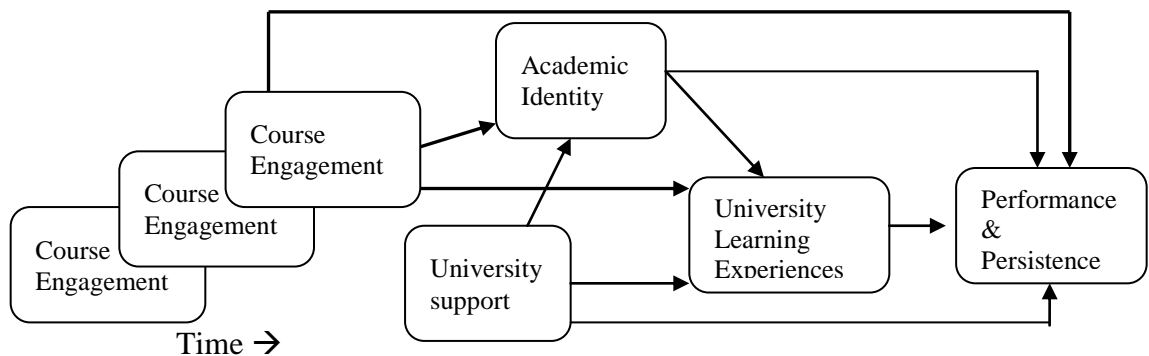 Academic
Identity
Course
Engagement
Course
Engagement
Course
Engagement
University
support
University
Learning
Experiences
Performance
&
Persistence
Time →